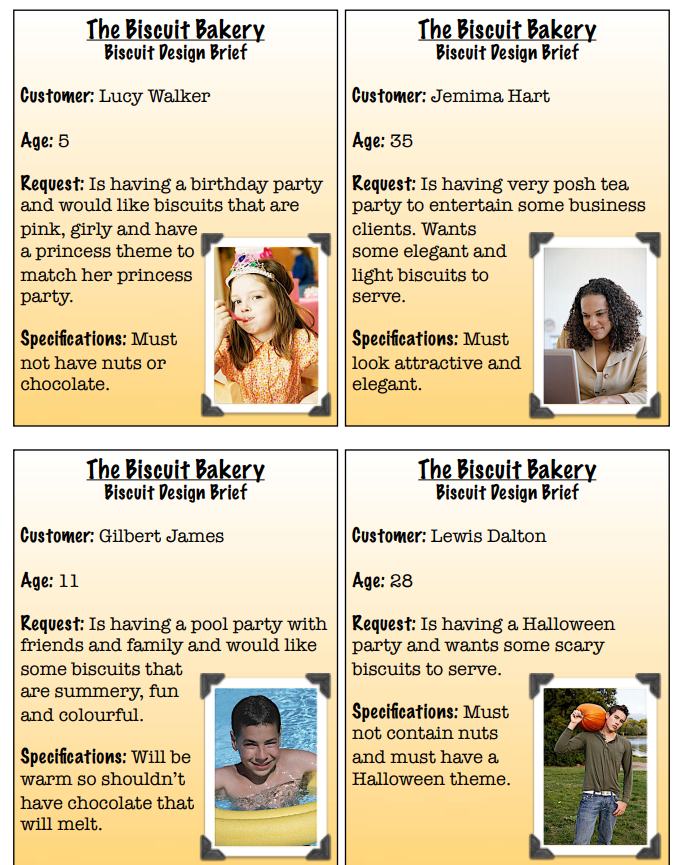 The Biscuit Bakery
Biscuit Design Brief
Customer: Lucy Walker
Age: 5
Request: Is having a birthday party
and would like biscuits that are
pink, girly and have
a princess theme to
match her princess
party.
Specifications: Must
not have nuts or
chocolate.
The Biscuit Bakery
Biscuit Design Brief
Customer: Jemima Hart
Age: 35
Request: Is having very posh tea
party to entertain some business
clients. Wants
some elegant and
light biscuits to
serve.
Specifications: Must
look attractive and
elegant.
The Biscuit Bakery
Biscuit Design Brief
Customer: Gilbert James
Age: 11
Request: Is having a pool party with
friends and family and would like
some biscuits that
are summery, fun
and colourful.
Specifications: Will be
warm so shouldn't
have chocolate that
will melt.
The Biscuit Bakery
Biscuit Design Brief
Customer: Lewis Dalton
Age: 28
Request: Is having a Halloween
party and wants some scary
biscuits to serve.
Specifications: Must
not contain nuts
and must have a
Halloween theme.